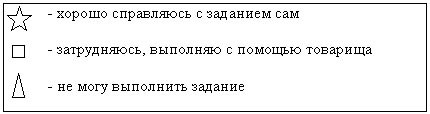 - хорошо справляюсь с заданием сам
- затрудняюсь, выполняю с помощью товарища
- не могу выполнить задание